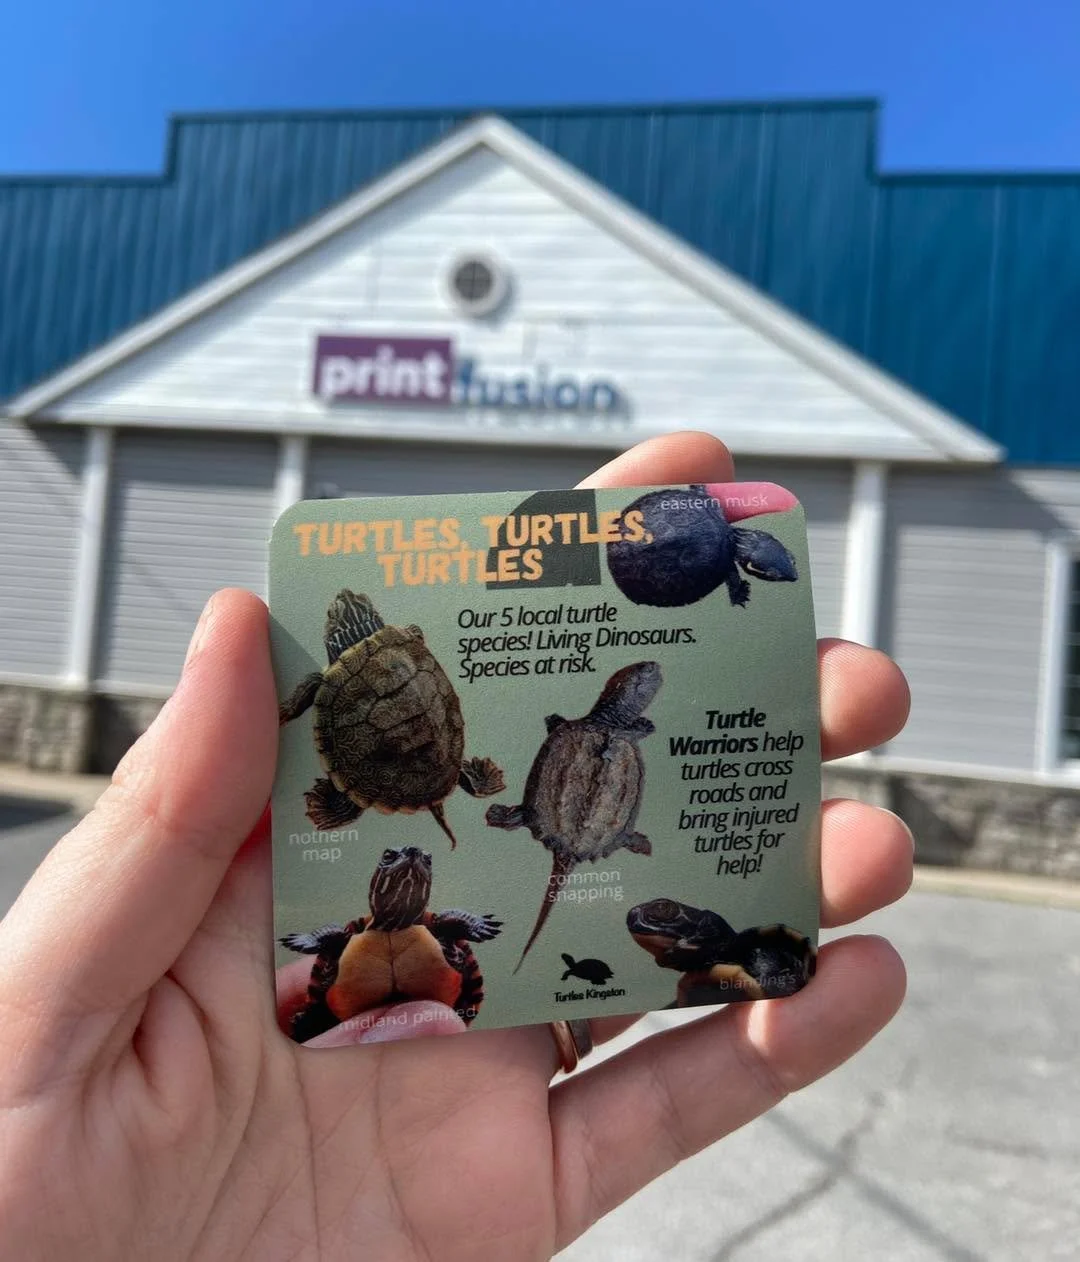 print fusion
TURTLES, TURTLES,
TURTLES
eastern musk
Our 5 local turtle
species! Living Dinosaurs.
Species at risk.
Turtle
Warriors help
turtles cross
roads and
bring injured
turtles for
help!
nothern
map
common
snapping
midland painted
Turtles Kingston
blanding's